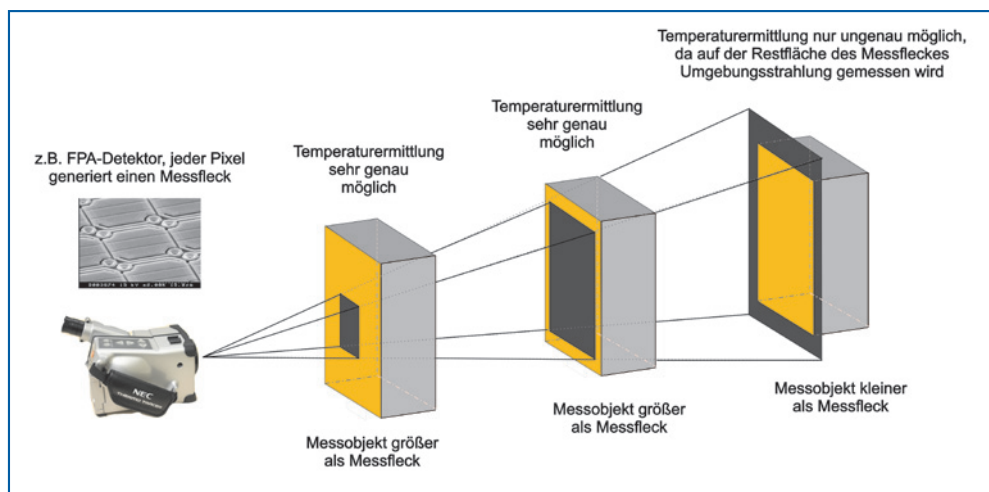 Temperaturermittlung nur ungenau möglich,
da auf der Restfläche des Messfleckes
Umgebungsstrahlung gemessen wird
Temperaturermittlung
sehr genau
möglich
Temperaturermittlung
sehr genau
möglich
z.B. FPA-Detektor, jeder Pixel
generiert einen Messfleck
NEC
Messobjekt größer
als Messfleck
Messobjekt größer
als Messfleck
Messobjekt kleiner
als Messfleck